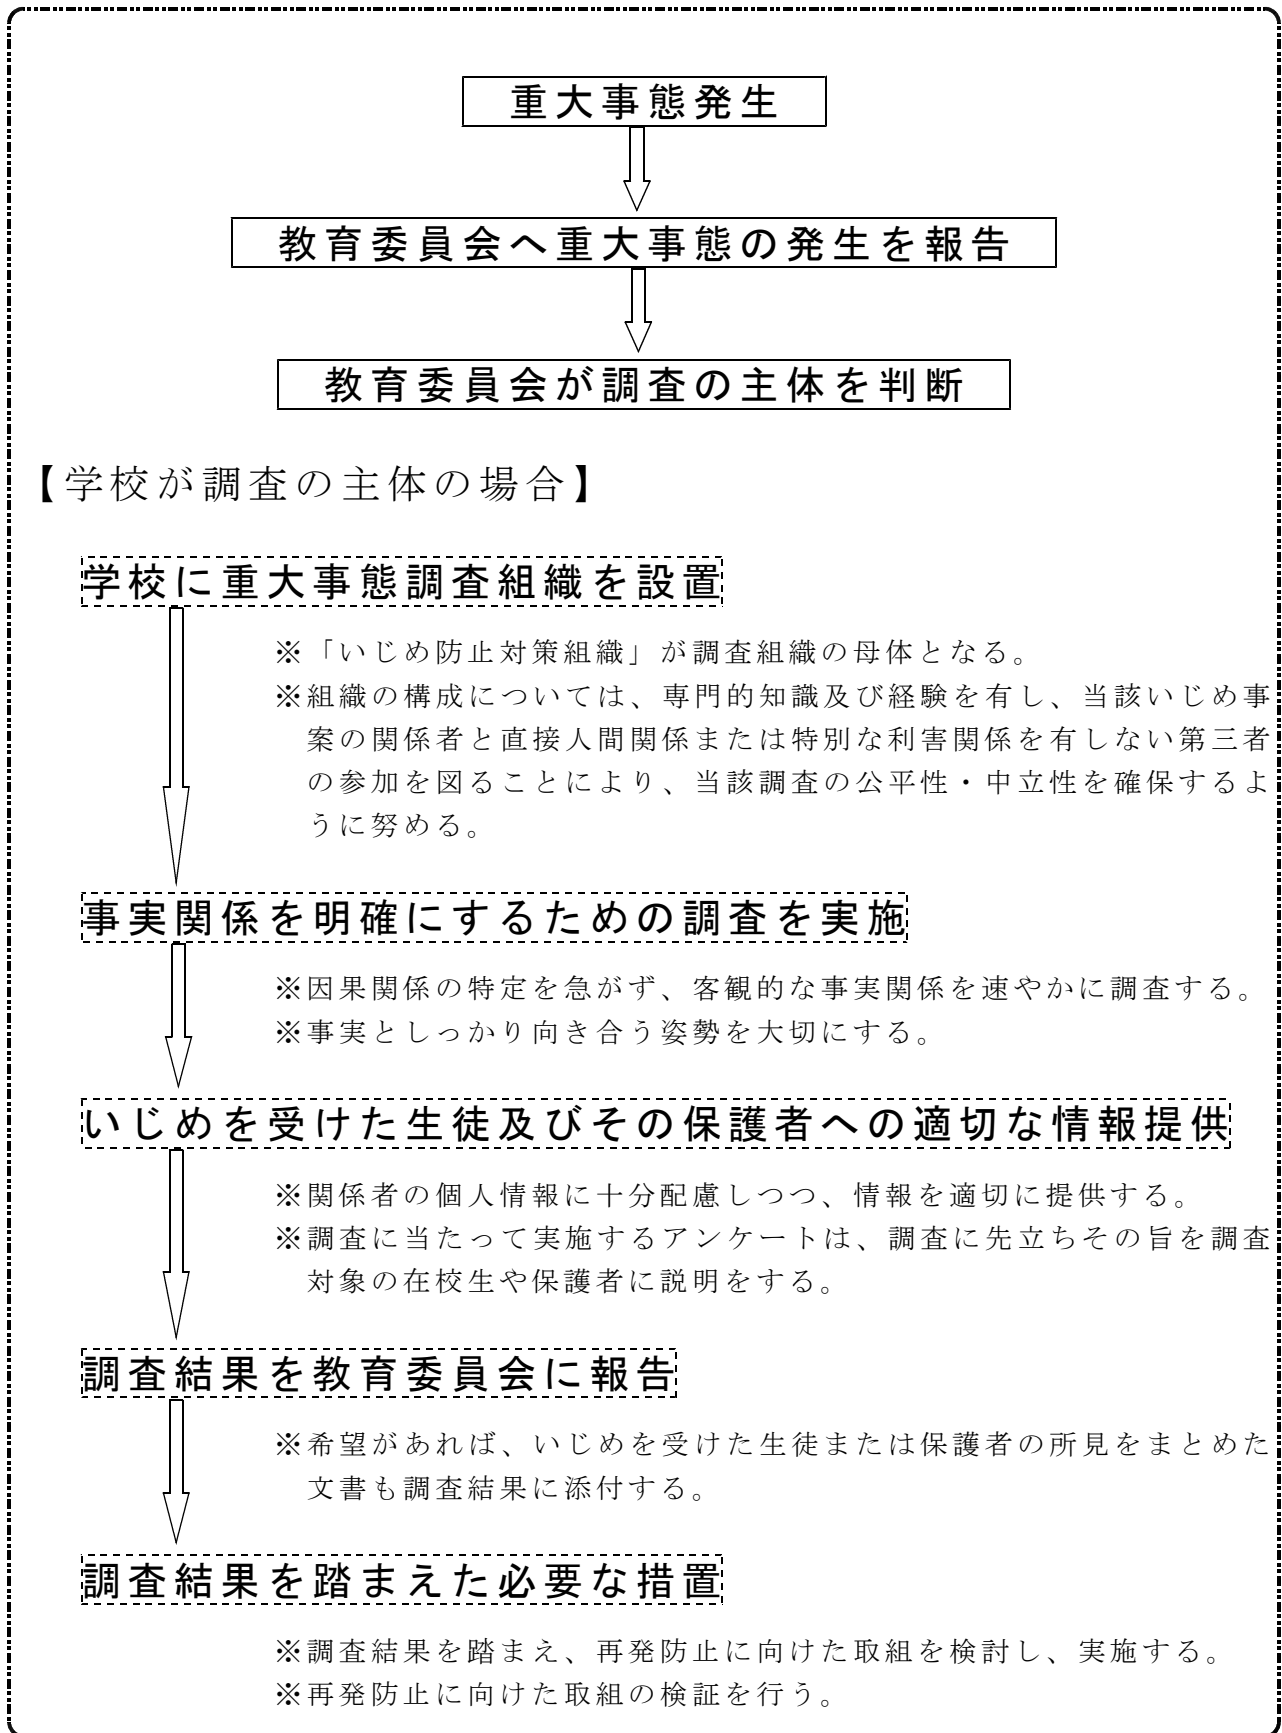 重大事態発生
教育委員会へ重大事態の発生を報告
教育委員会が調査の主体を判断
【学校が調査の主体の場合】
学校に重大事態調査組織を設置
※「いじめ防止対策組織」が調査組織の母体となる。
※組織の構成については、専門的知識及び経験を有し、当該いじめ事
案の関係者と直接人間関係または特別な利害関係を有しない第三者
の参加を図ることにより、当該調査の公平性・中立性を確保するよ
うに努める。
事実関係を明確にするための調査を実施
※因果関係の特定を急がず、客観的な事実関係を速やかに調査する。
※事実としっかり向き合う姿勢を大切にする。
いじめを受けた生徒及びその保護者への適切な情報提供
※関係者の個人情報に十分配慮しつつ、情報を適切に提供する。
※調査に当たって実施するアンケートは、調査に先立ちその旨を調査
対象の在校生や保護者に説明をする。
調査結果を教育委員会に報告
※希望があれば、いじめを受けた生徒または保護者の所見をまとめた
文書も調査結果に添付する。
調査結果を踏まえた必要な措置
※調査結果を踏まえ、再発防止に向けた取組を検討し、実施する。
※再発防止に向けた取組の検証を行う。